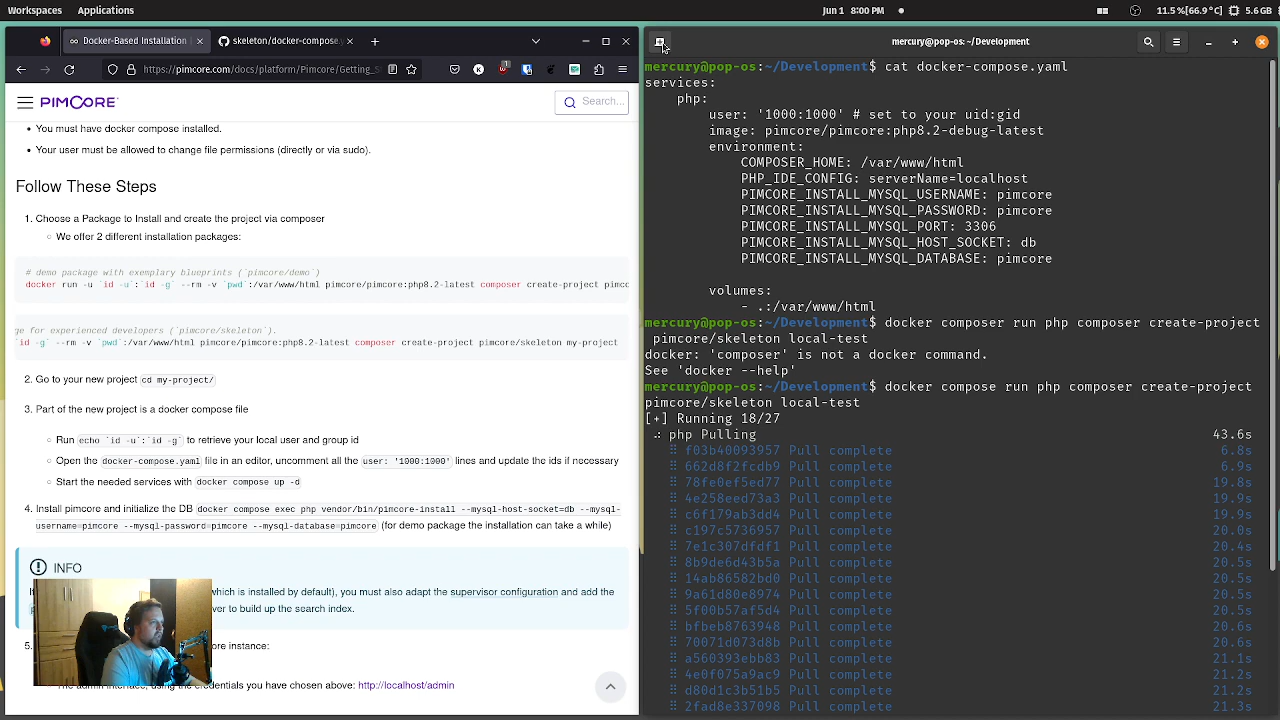 Workspaces Applications Jun 1 8:00 PM 11.5%[66.9°C] 5.6GB
Docker-Based Installation | skeleton/docker-compose.y
https://pimcore.com/docs/platform/Pimcore/Getting_S
PIMCORE Search...
You must have docker compose installed.
Your user must be allowed to change file permissions (directly or via sudo).
Follow These Steps
1. Choose a Package to Install and create the project via composer
We offer 2 different installation packages:
# demo package with exemplary blueprints (`pimcore/demo`)
docker run -u `id -u`:`id -g` --rm -v `pwd`:/var/www/html pimcore/pimcore:php8.2-latest composer create-project pimc
ge for experienced developers (`pimcore/skeleton`).
`id -g` --rm -v `pwd`:/var/www/html pimcore/pimcore:php8.2-latest composer create-project pimcore/skeleton my-project
2. Go to your new project cd my-project/
3. Part of the new project is a docker compose file
Run echo `id -u`:`id -g` to retrieve your local user and group id
Open the docker-compose.yaml file in an editor, uncomment all the user: '1000:1000' lines and update the ids if necessary
Start the needed services with docker compose up -d
4. Install pimcore and initialize the DB docker compose exec php vendor/bin/pimcore-install --mysql-host-socket=db --mysql-
username=pimcore --mysql-password=pimcore --mysql-database=pimcore (for demo package the installation can take a while)
INFO
which is installed by default), you must also adapt the supervisor configuration and add the
ver to build up the search index.
5. ore instance:
The admin interface, using the credentials you have chosen above: http://localhost/admin
mercury@pop-os: ~/Development
mercury@pop-os:~/Development$ cat docker-compose.yaml
services:
php:
user: '1000:1000' # set to your uid:gid
image: pimcore/pimcore:php8.2-debug-latest
environment:
COMPOSER_HOME: /var/www/html
PHP_IDE_CONFIG: serverName=localhost
PIMCORE_INSTALL_MYSQL_USERNAME: pimcore
PIMCORE_INSTALL_MYSQL_PASSWORD: pimcore
PIMCORE_INSTALL_MYSQL_PORT: 3306
PIMCORE_INSTALL_MYSQL_HOST_SOCKET: db
PIMCORE_INSTALL_MYSQL_DATABASE: pimcore
volumes:
- .:/var/www/html
mercury@pop-os:~/Development$ docker composer run php composer create-project
pimcore/skeleton local-test
docker: 'composer' is not a docker command.
See 'docker --help'
mercury@pop-os:~/Development$ docker compose run php composer create-project
pimcore/skeleton local-test
[+] Running 18/27
php Pulling 43.6s
f03b40093957 Pull complete 6.8s
662d8f2fcdb9 Pull complete 6.9s
78fe0ef5ed77 Pull complete 19.8s
4e258eed73a3 Pull complete 19.9s
c6f179ab3dd4 Pull complete 19.9s
c197c5736957 Pull complete 20.0s
7e1c307dfdf1 Pull complete 20.4s
8b9de6d43b5a Pull complete 20.5s
14ab86582bd0 Pull complete 20.5s
9a61d80e8974 Pull complete 20.5s
5f00b57af5d4 Pull complete 20.5s
bfbeb8763948 Pull complete 20.6s
70071d073d8b Pull complete 20.6s
a560393ebb83 Pull complete 21.1s
4e0f075a9ac9 Pull complete 21.2s
d80d1c3b51b5 Pull complete 21.2s
2fad8e337098 Pull complete 21.3s